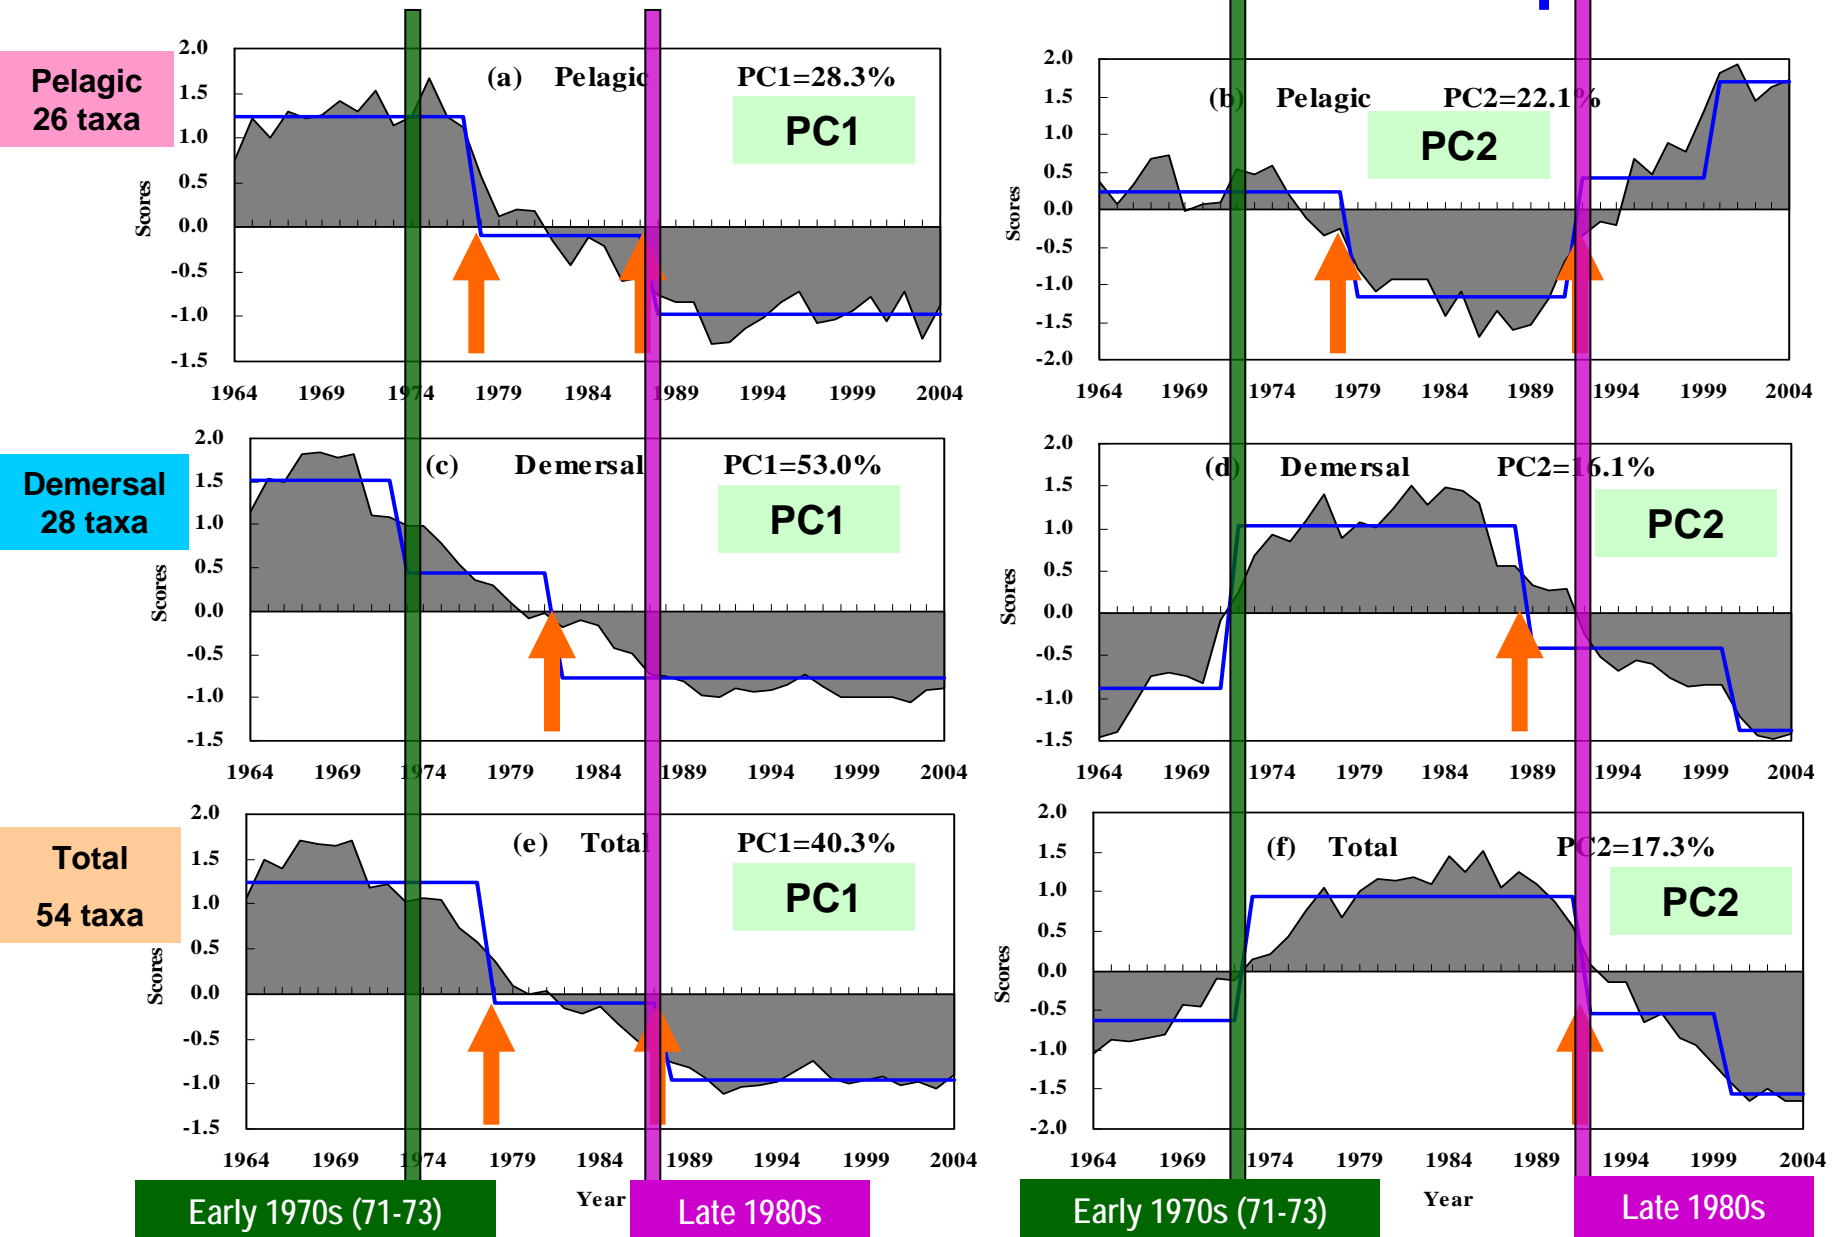 Pelagic
26 taxa
2.0
1.5
1.0
0.5
0.0
-0.5
-1.0
-1.5
Scores
(a) Pelagic PC1=28.3%
PC1
1964 1969 1974 1979 1984 1989 1994 1999 2004
2.0
1.5
1.0
0.5
0.0
-0.5
-1.0
-1.5
-2.0
Scores
(b) Pelagic PC2=22.1%
PC2
1964 1969 1974 1979 1984 1989 1994 1999 2004
Demersal
28 taxa
2.0
1.5
1.0
0.5
0.0
-0.5
-1.0
-1.5
Scores
(c) Demersal PC1=53.0%
PC1
1964 1969 1974 1979 1984 1989 1994 1999 2004
2.0
1.5
1.0
0.5
0.0
-0.5
-1.0
-1.5
Scores
(d) Demersal PC2=16.1%
PC2
1964 1969 1974 1979 1984 1989 1994 1999 2004
Total
54 taxa
2.0
1.5
1.0
0.5
0.0
-0.5
-1.0
-1.5
Scores
(e) Total PC1=40.3%
PC1
1964 1969 1974 1979 1984 1989 1994 1999 2004
Year
2.0
1.5
1.0
0.5
0.0
-0.5
-1.0
-1.5
-2.0
Scores
(f) Total PC2=17.3%
PC2
1964 1969 1974 1979 1984 1989 1994 1999 2004
Year
Early 1970s (71-73)
Late 1980s
Early 1970s (71-73)
Late 1980s